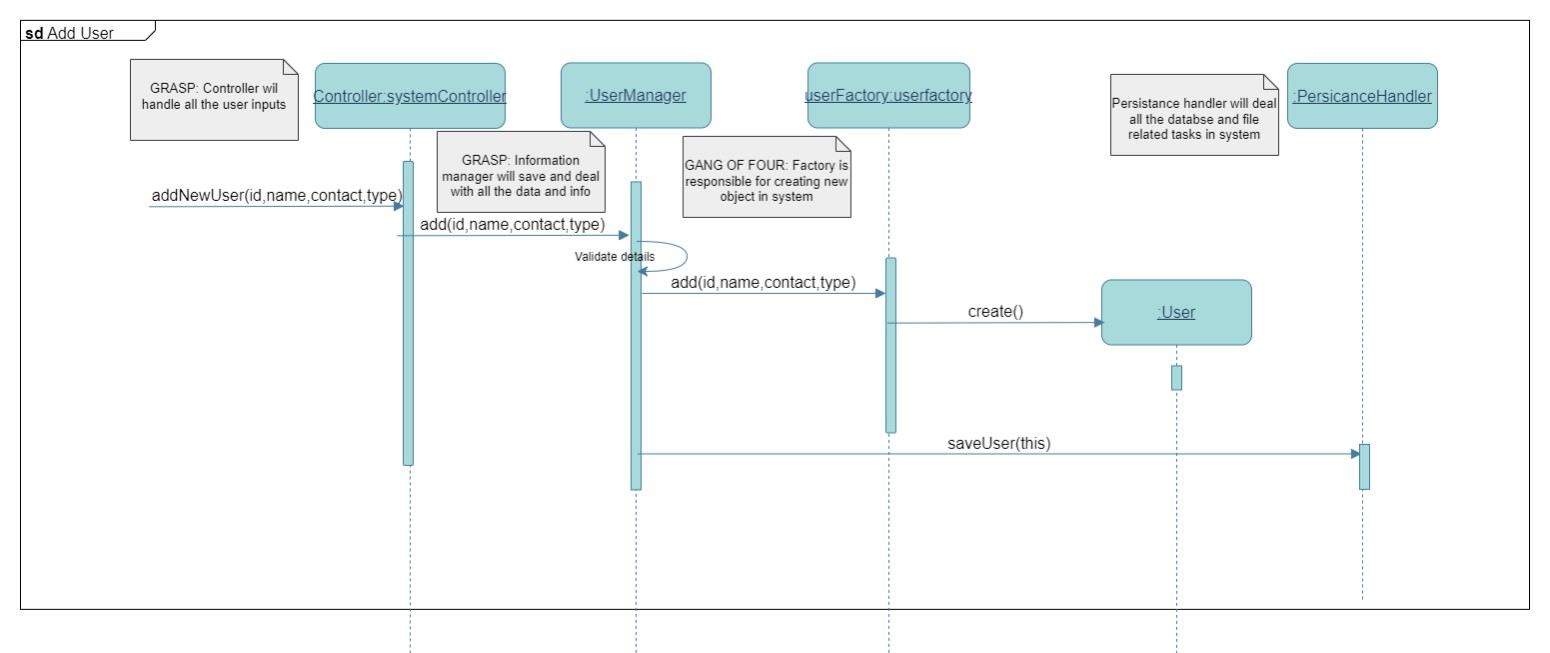 sd Add User
GRASP: Controller wil
handle all the user inputs
Controller:systemController
:UserManager
userFactory:userfactory
Persistance handler will deal
all the databse and file
related tasks in system
:PersicanceHandler
GRASP: Information
manager will save and deal
with all the data and info
GANG OF FOUR: Factory is
responsible for creating new
object in system
addNewUser(id,name,contact,type)
add(id,name,contact,type)
Validate details
add(id,name,contact,type)
create()
:User
saveUser(this)